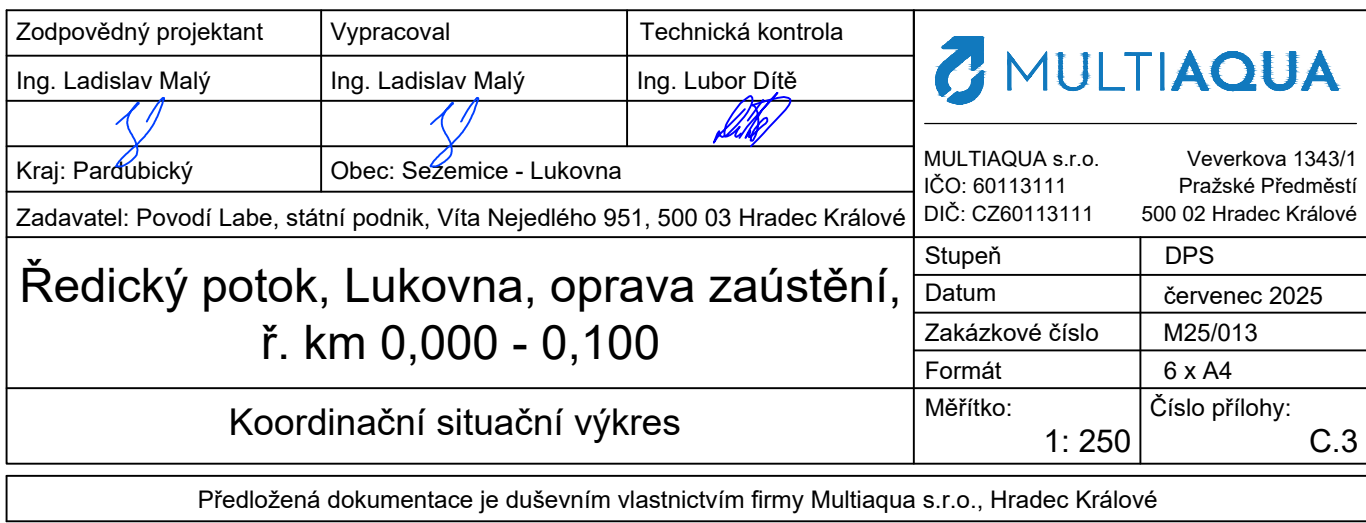 Zodpovědný projektant Vypracoval Technická kontrola
Ing. Ladislav Malý Ing. Ladislav Malý Ing. Lubor Dítě
Kraj: Pardubický Obec: Sezemice - Lukovna
Zadavatel: Povodí Labe, státní podnik, Víta Nejedlého 951, 500 03 Hradec Králové
MULTIAQUA
MULTIAQUA s.r.o. Veverkova 1343/1
IČO: 60113111 Pražské Předměstí
DIČ: CZ60113111 500 02 Hradec Králové
Ředický potok, Lukovna, oprava zaústění,
ř. km 0,000 - 0,100
Koordinační situační výkres
Stupeň DPS
Datum červenec 2025
Zakázkové číslo M25/013
Formát 6 x A4
Měřítko: Číslo přílohy:
1: 250 C.3
Předložená dokumentace je duševním vlastnictvím firmy Multiaqua s.r.o., Hradec Králové